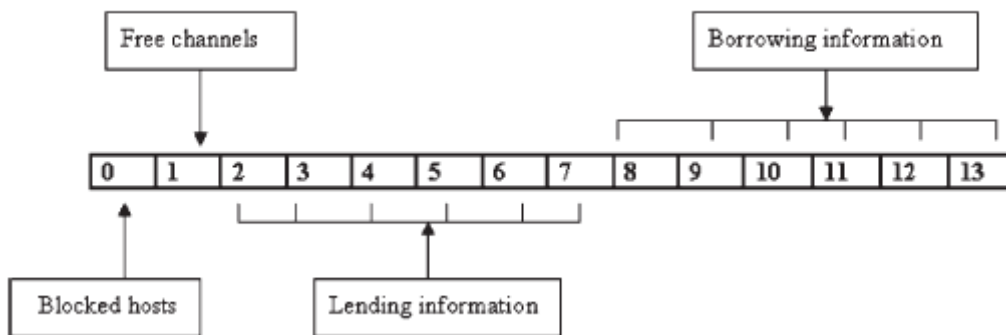 Free channels
Borrowing information
0 1 2 3 4 5 6 7 8 9 10 11 12 13
Blocked hosts
Lending information